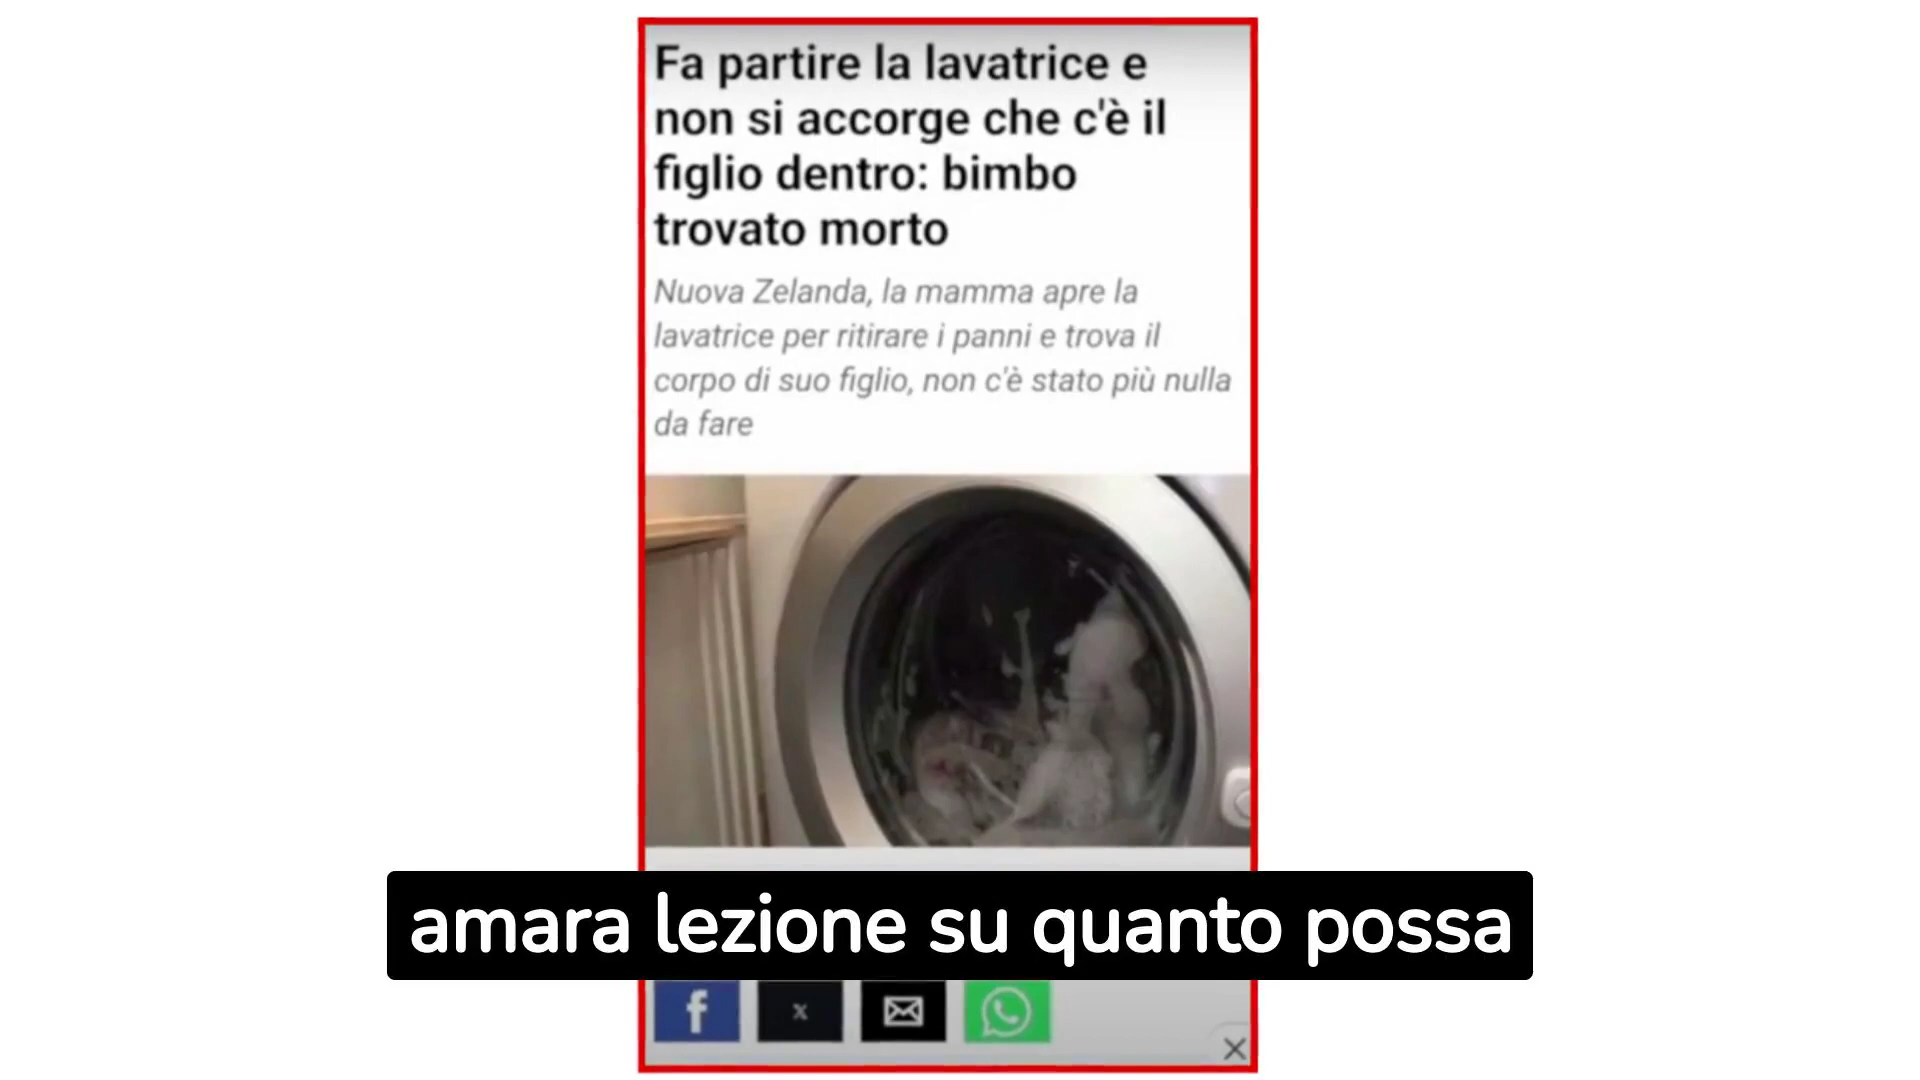 Fa partire la lavatrice e
non si accorge che c'è il
figlio dentro: bimbo
trovato morto
Nuova Zelanda, la mamma apre la
lavatrice per ritirare i panni e trova il
corpo di suo figlio, non c'è stato più nulla
da fare
amara lezione su quanto possa